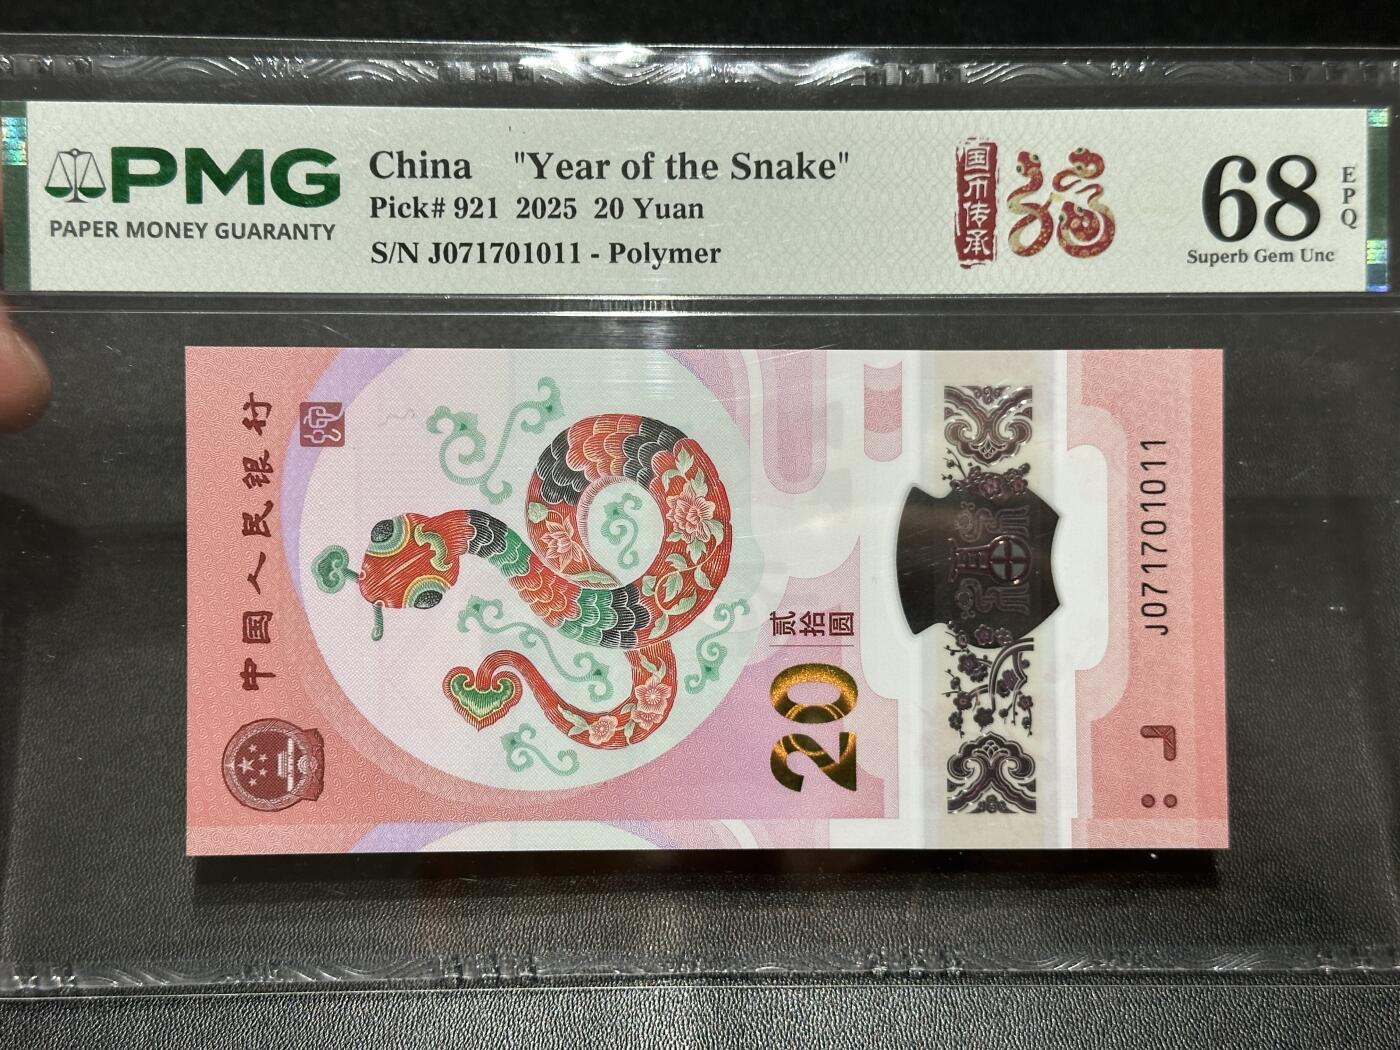 PMG
PAPER MONEY GUARANTY
China "Year of the Snake"
Pick# 921 2025 20 Yuan
S/N J071701011 - Polymer
国币传承
福
68
EPQ
Superb Gem Unc
中国人民银行
贰拾圆
20
J071701011